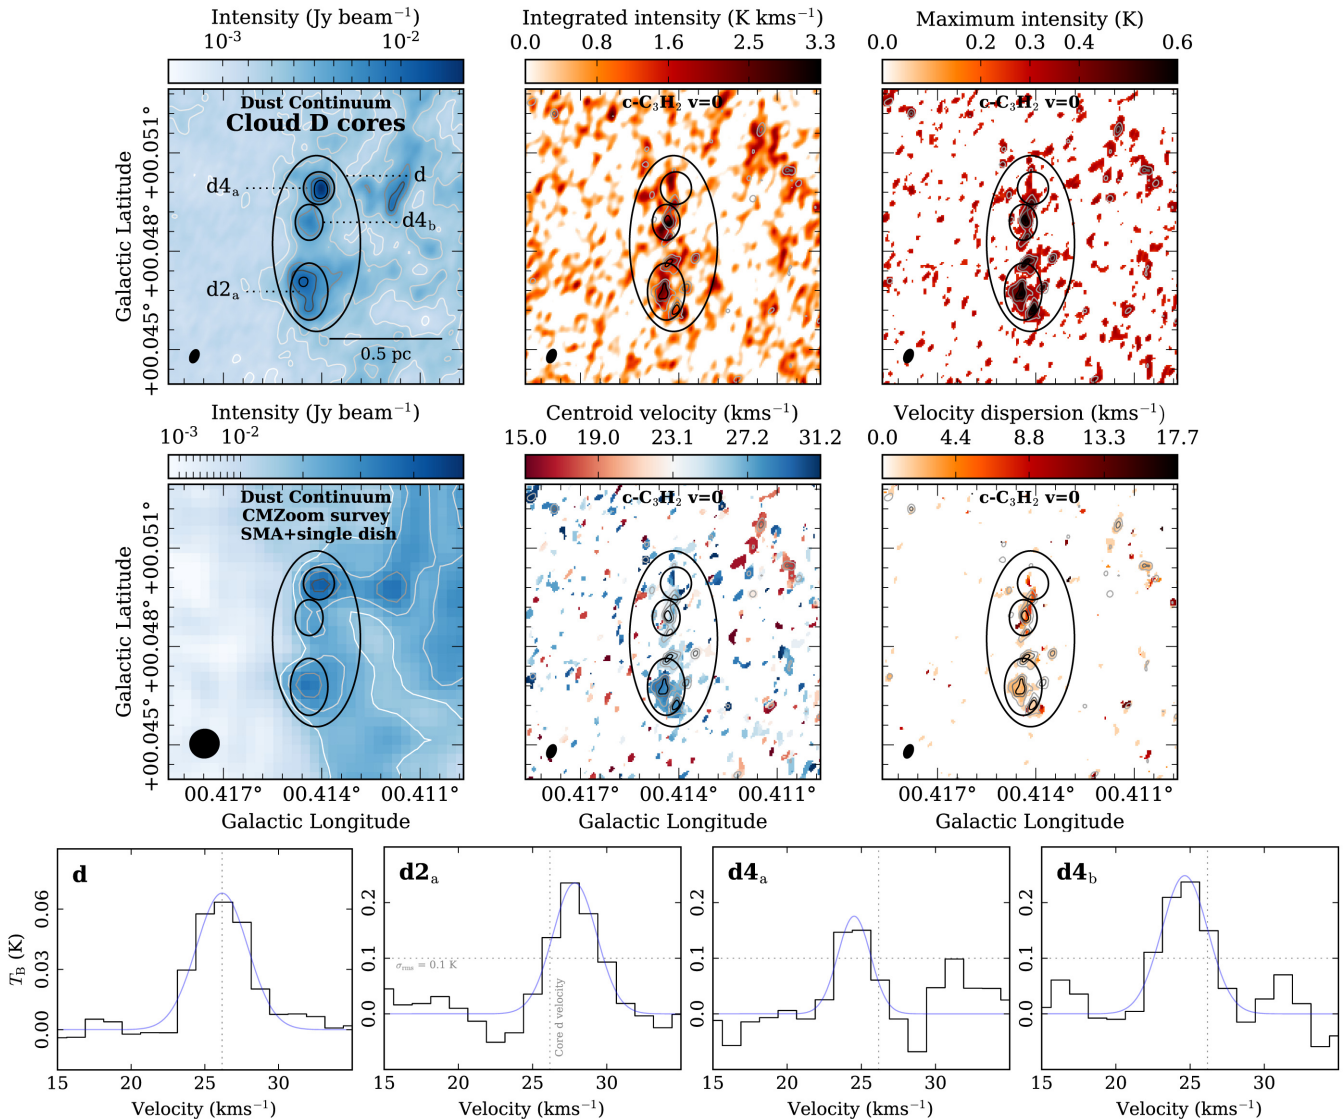 Intensity (Jy beam⁻¹)
10⁻³ 10⁻²
Dust Continuum
Cloud D cores
d
d4ₐ
d4_b
d2ₐ
0.5 pc
Galactic Latitude
+00.051°
+00.048°
+00.045°
Integrated intensity (K kms⁻¹)
0.0 0.8 1.6 2.5 3.3
c-C₃H₂ v=0
Maximum intensity (K)
0.0 0.2 0.3 0.4 0.6
c-C₃H₂ v=0
Intensity (Jy beam⁻¹)
10⁻³ 10⁻²
Dust Continuum
CMZoom survey
SMA+single dish
Galactic Latitude
+00.051°
+00.048°
+00.045°
00.417° 00.414° 00.411°
Galactic Longitude
Centroid velocity (kms⁻¹)
15.0 19.0 23.1 27.2 31.2
c-C₃H₂ v=0
00.417° 00.414° 00.411°
Galactic Longitude
Velocity dispersion (kms⁻¹)
0.0 4.4 8.8 13.3 17.7
c-C₃H₂ v=0
00.417° 00.414° 00.411°
Galactic Longitude
d
T_B (K)
0.06
0.03
0.00
15 20 25 30
Velocity (kms⁻¹)
d2ₐ
0.2
0.1
0.0
σ_rms = 0.1 K
Core d velocity
15 20 25 30
Velocity (kms⁻¹)
d4ₐ
0.2
0.1
0.0
15 20 25 30
Velocity (kms⁻¹)
d4_b
0.2
0.1
0.0
15 20 25 30
Velocity (kms⁻¹)